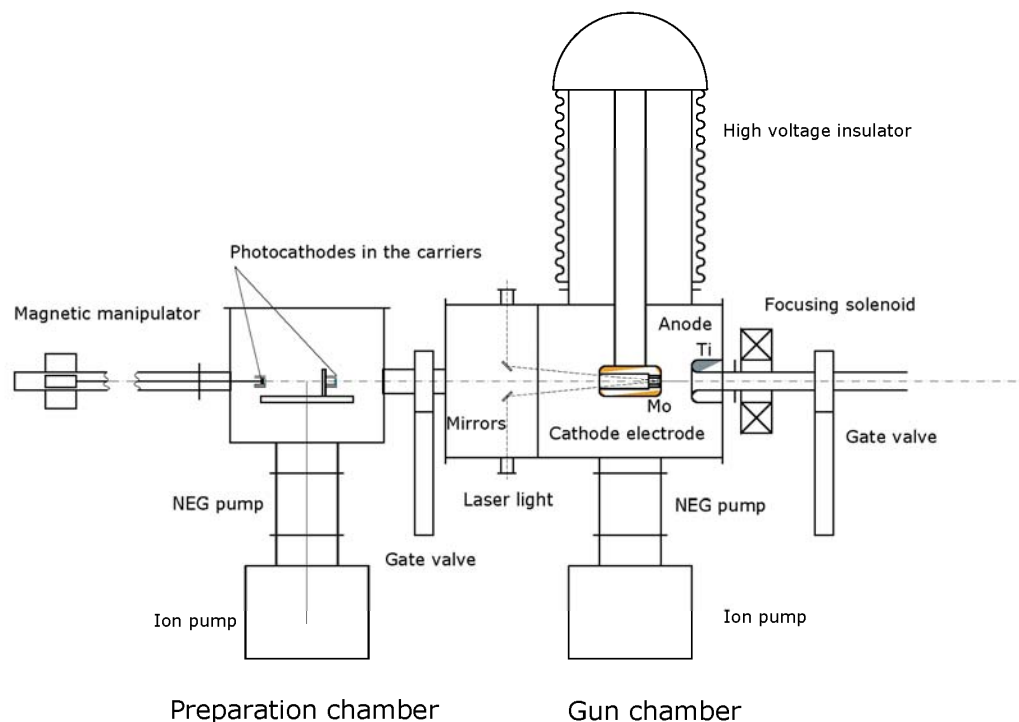 High voltage insulator
Photocathodes in the carriers
Magnetic manipulator
Focusing solenoid
Anode
Ti
Mo
Mirrors
Cathode electrode
Gate valve
NEG pump
Laser light
NEG pump
Gate valve
Ion pump
Ion pump
Preparation chamber
Gun chamber